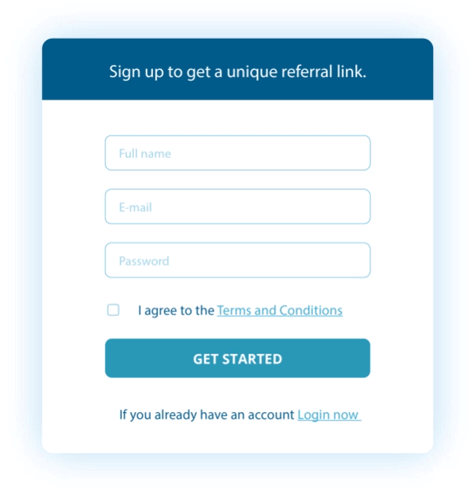 Sign up to get a unique referral link.
Full name
E-mail
Password
I agree to the Terms and Conditions
GET STARTED
If you already have an account Login now